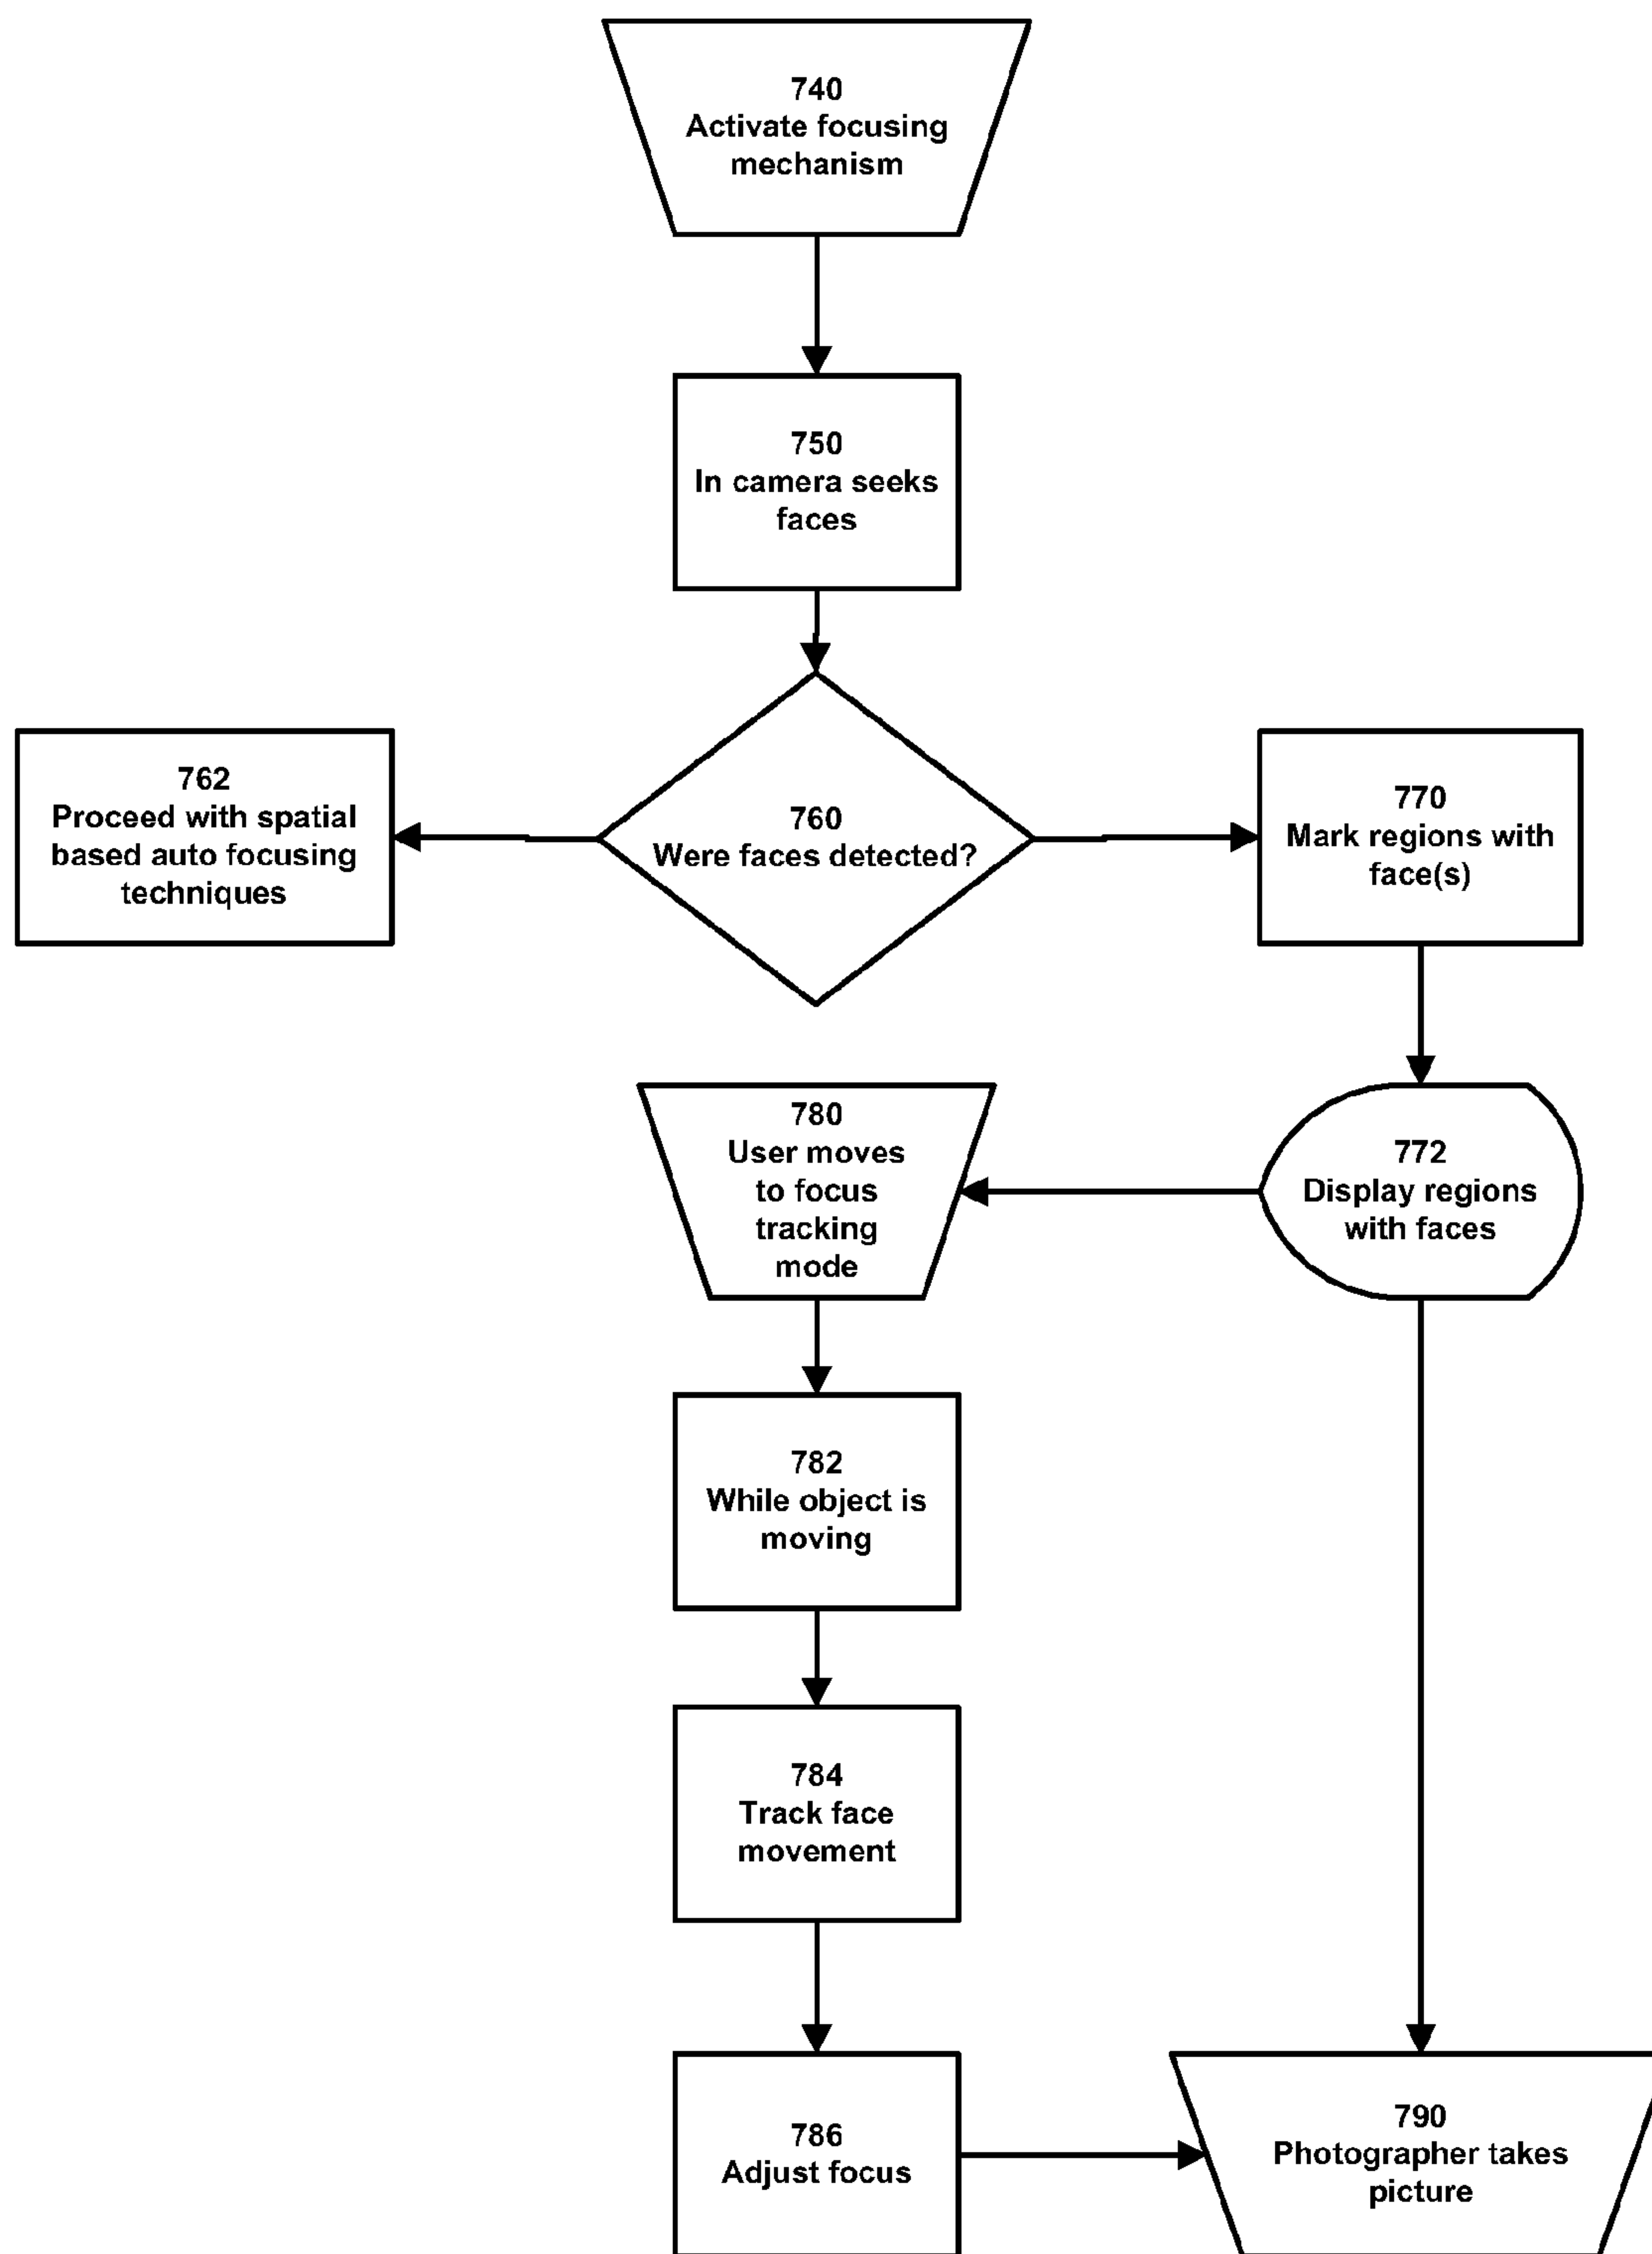 740
Activate focusing
mechanism
750
In camera seeks
faces
762
Proceed with spatial
based auto focusing
techniques
760
Were faces detected?
770
Mark regions with
face(s)
780
User moves
to focus
tracking
mode
772
Display regions
with faces
782
While object is
moving
784
Track face
movement
786
Adjust focus
790
Photographer takes
picture